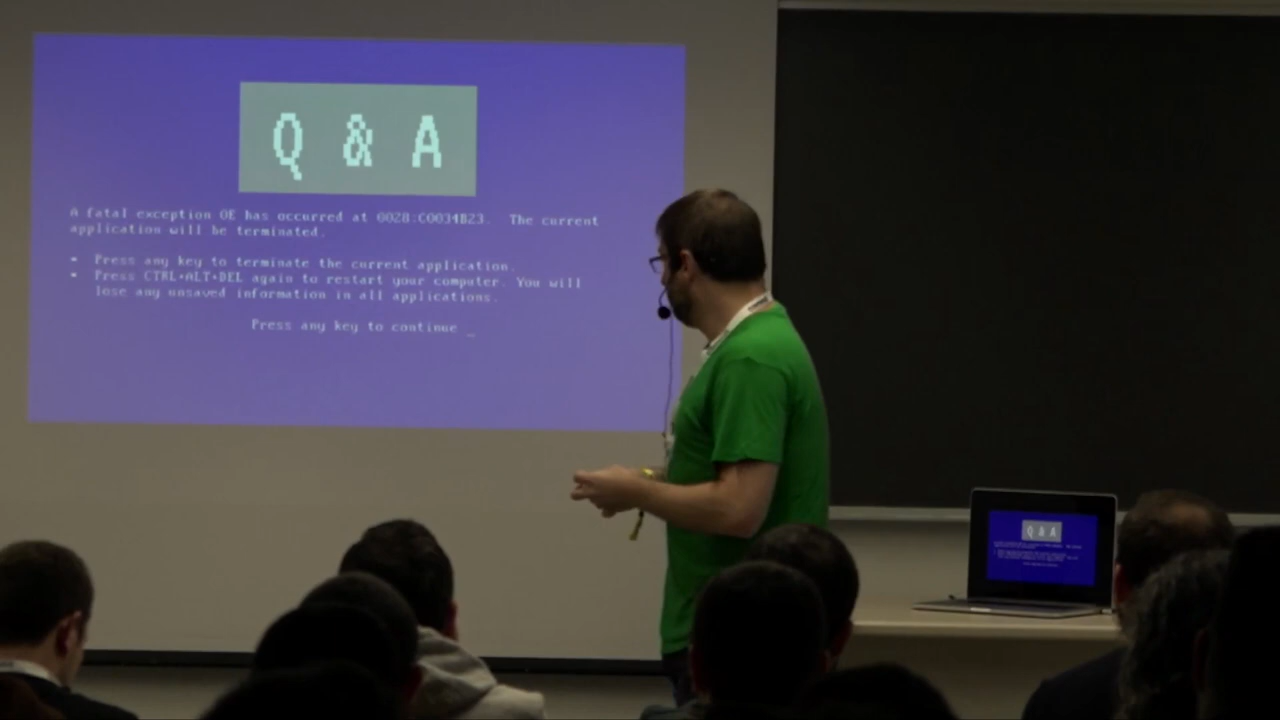 Q & A
A fatal exception 0E has occurred at 0028:C0034B23. The current
application will be terminated.
- Press any key to terminate the current application.
- Press CTRL+ALT+DEL again to restart your computer. You will
lose any unsaved information in all applications.
Press any key to continue _
Q & A